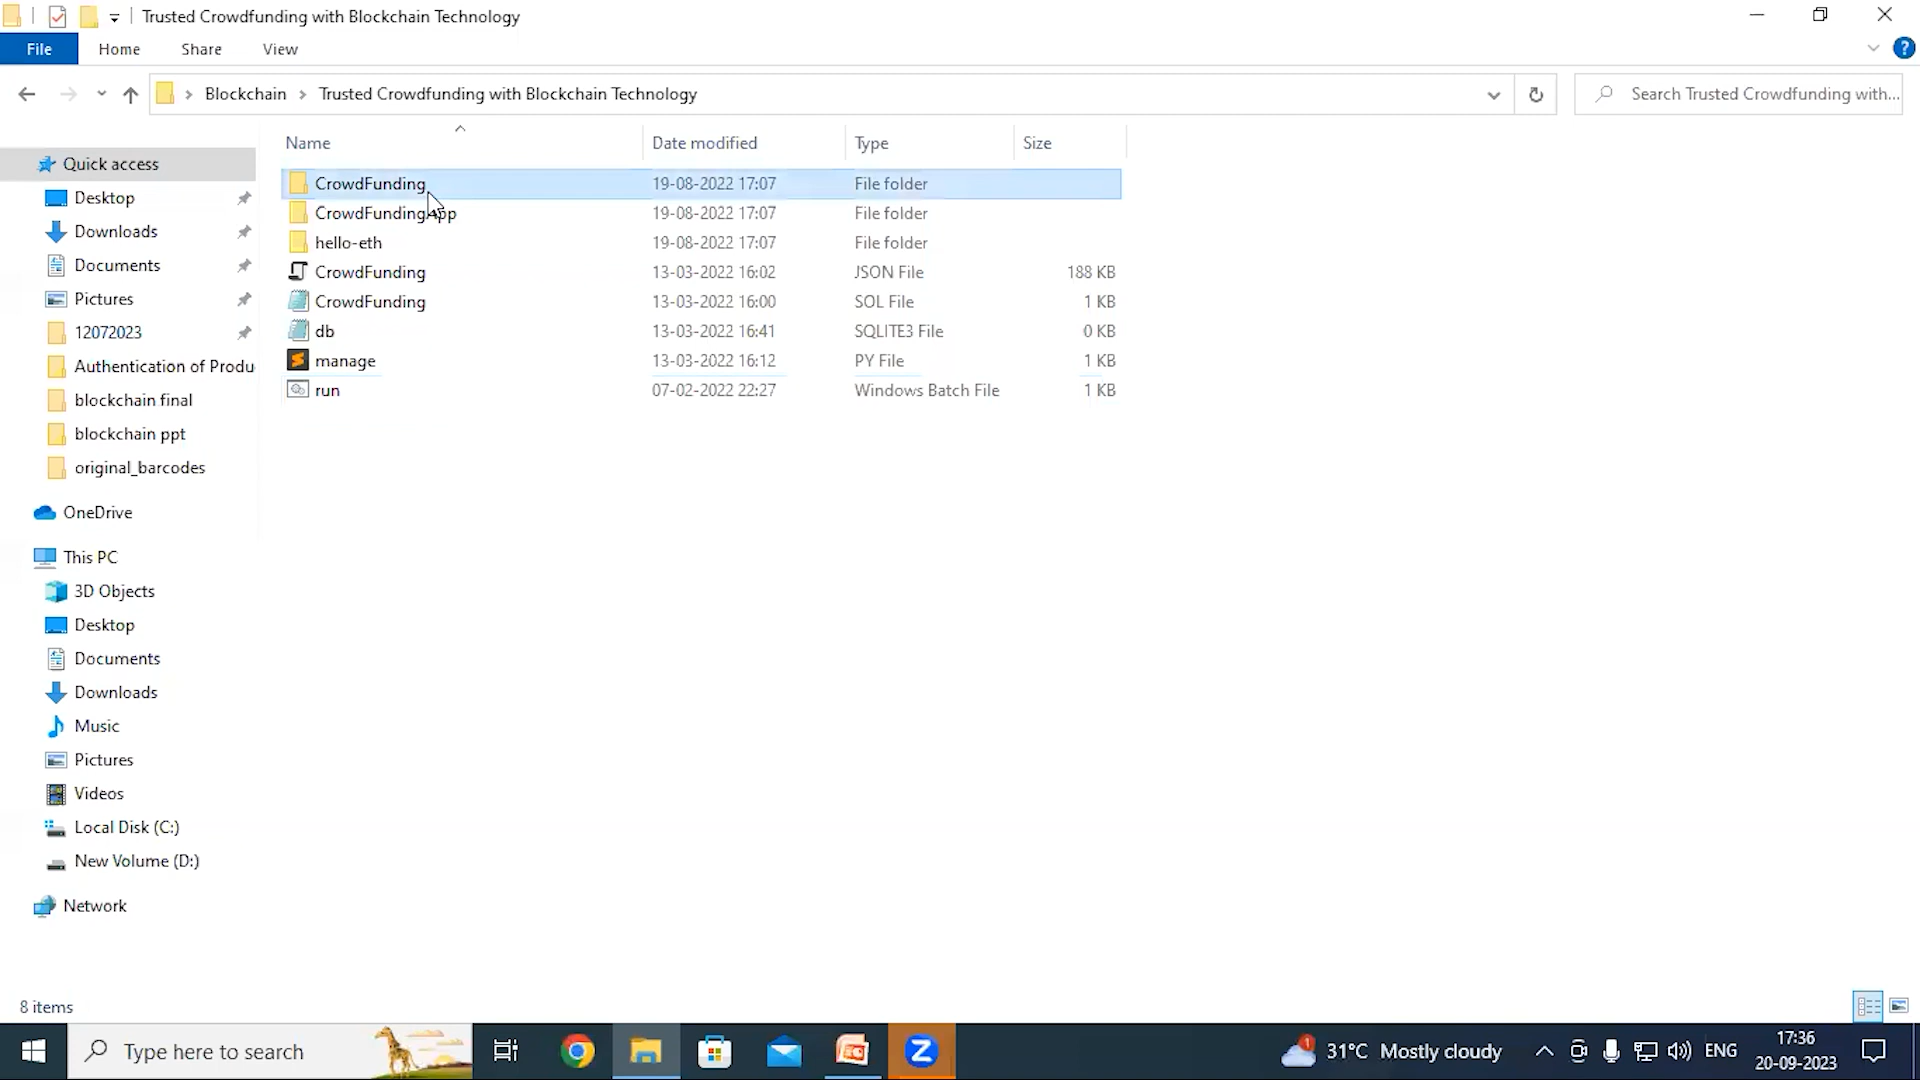 Trusted Crowdfunding with Blockchain Technology
File Home Share View
Blockchain Trusted Crowdfunding with Blockchain Technology Search Trusted Crowdfunding with...
Name Date modified Type Size
Quick access
Desktop
Downloads
Documents
Pictures
12072023
Authentication of Produ
blockchain final
blockchain ppt
original_barcodes
OneDrive
This PC
3D Objects
Desktop
Documents
Downloads
Music
Pictures
Videos
Local Disk (C:)
New Volume (D:)
Network
CrowdFunding 19-08-2022 17:07 File folder
CrowdFundingApp 19-08-2022 17:07 File folder
hello-eth 19-08-2022 17:07 File folder
CrowdFunding 13-03-2022 16:02 JSON File 188 KB
CrowdFunding 13-03-2022 16:00 SOL File 1 KB
db 13-03-2022 16:41 SQLITE3 File 0 KB
manage 13-03-2022 16:12 PY File 1 KB
run 07-02-2022 22:27 Windows Batch File 1 KB
8 items
Type here to search
31°C Mostly cloudy
ENG
17:36
20-09-2023